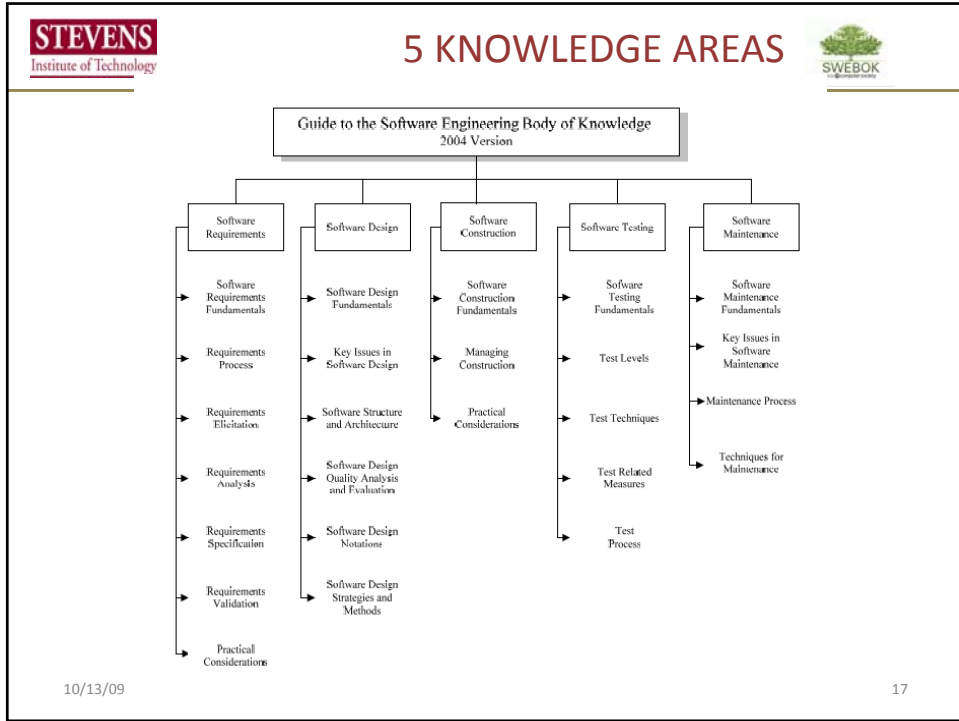 STEVENS
Institute of Technology
5 KNOWLEDGE AREAS
SWEBOK
Guide to the Software Engineering Body of Knowledge
2004 Version
Software
Requirements
Software
Requirements
Fundamentals
Requirements
Process
Requirements
Elicitation
Requirements
Analysis
Requirements
Specification
Requirements
Validation
Practical
Considerations
Software Design
Software Design
Fundamentals
Key Issues in
Software Design
Software Structure
and Architecture
Software Design
Quality Analysis
and Evaluation
Software Design
Notations
Software Design
Strategies and
Methods
Software
Construction
Software
Construction
Fundamentals
Managing
Construction
Practical
Considerations
Software Testing
Sofware
Testing
Fundamentals
Test Levels
Test Techniques
Test Related
Measures
Test
Process
Software
Maintenance
Software
Maintenance
Fundamentals
Key Issues in
Software
Maintenance
Maintenance Process
Techniques for
Maintenance
10/13/09
17